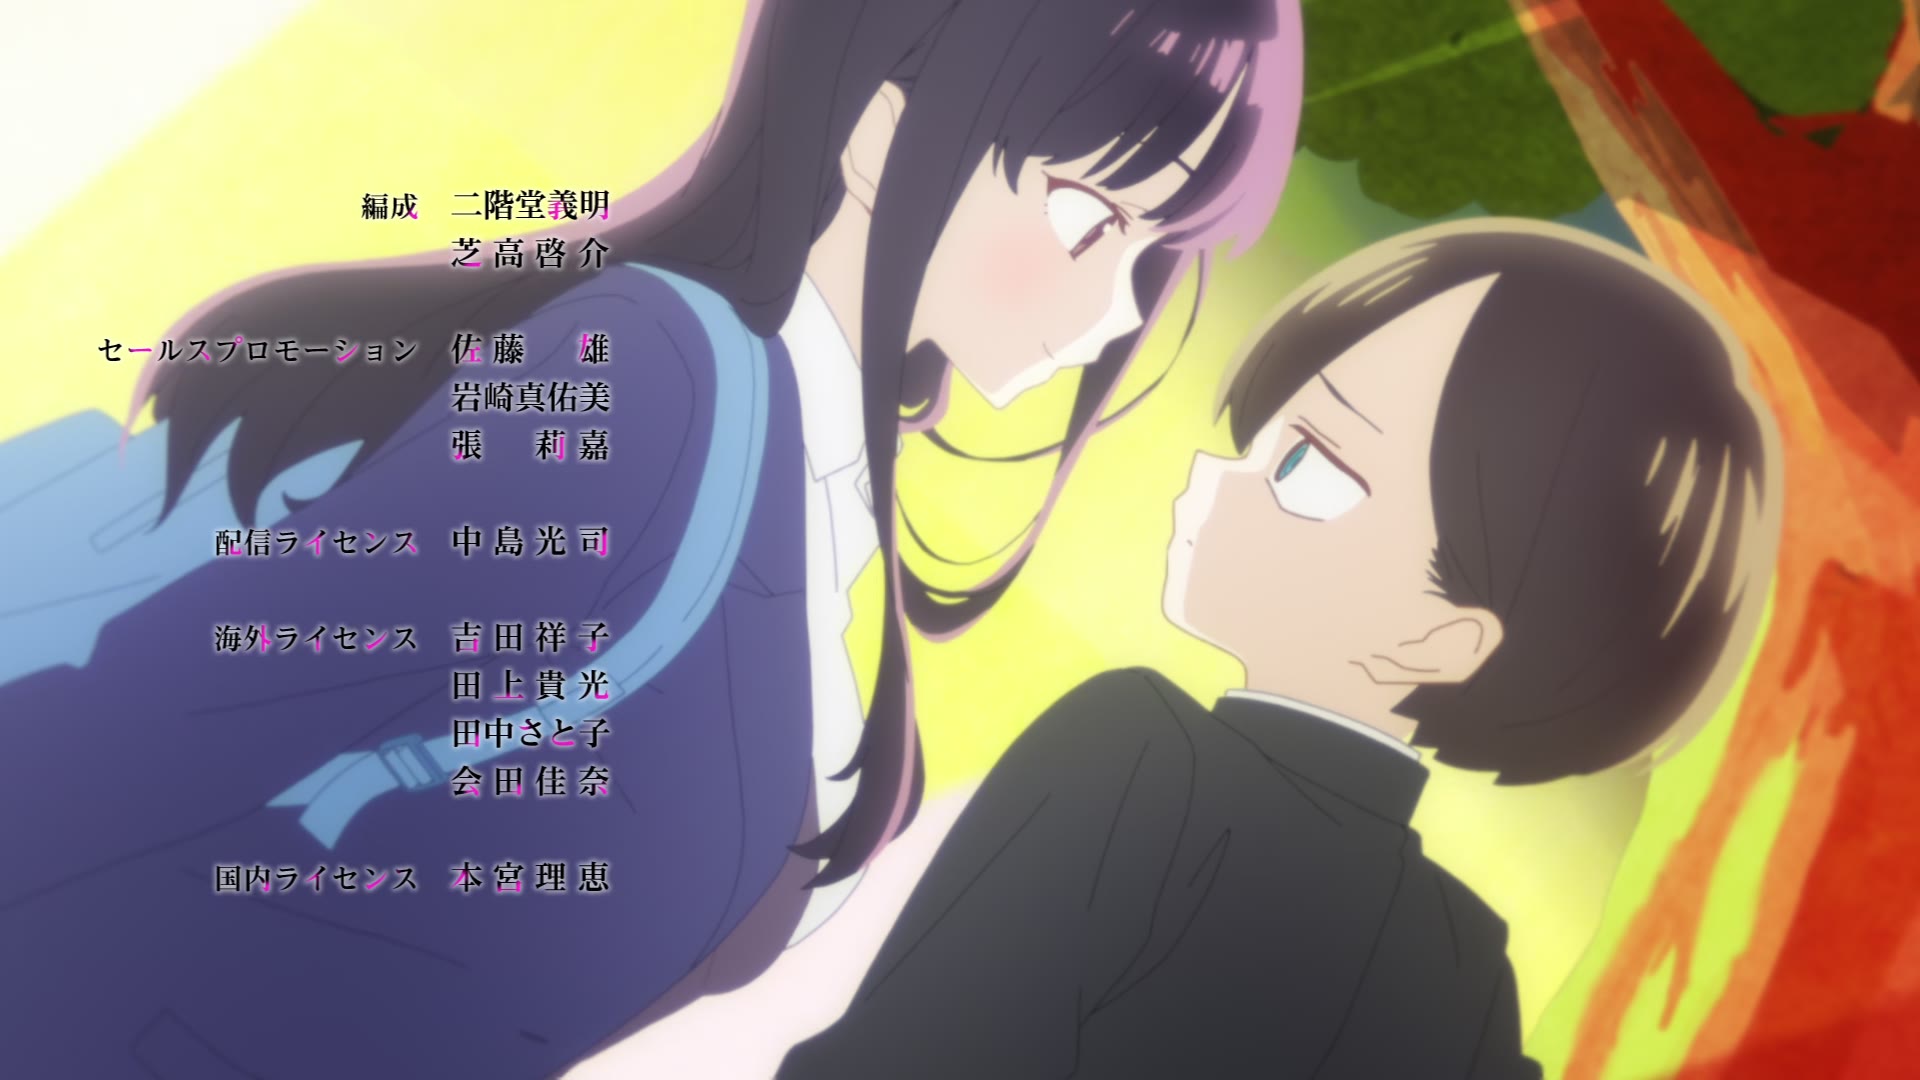 編成 二階堂義明
芝高啓介
セールスプロモーション 佐藤 雄
岩崎真佑美
張 莉嘉
配信ライセンス 中島光司
海外ライセンス 吉田祥子
田上貴光
田中さと子
会田佳奈
国内ライセンス 本宮理恵